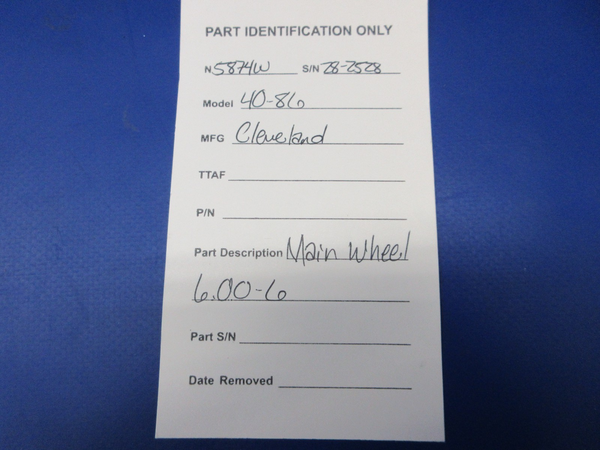 PART IDENTIFICATION ONLY
N 5874W S/N 28-2528
Model 40-86
MFG Cleveland
TTAF
P/N
Part Description Main Wheel
6.00-6
Part S/N
Date Removed